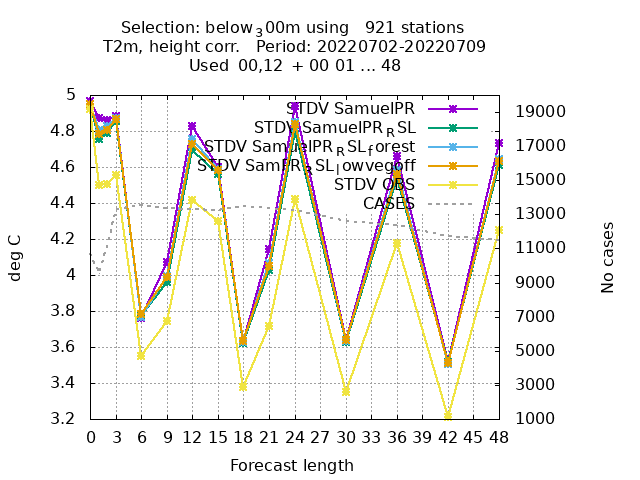 Selection: below₃00m using 921 stations
T2m, height corr. Period: 20220702-20220709
Used 00,12 + 00 01 ... 48
5
4.8
4.6
4.4
4.2
4
3.8
3.6
3.4
3.2
19000
17000
15000
13000
11000
9000
7000
5000
3000
1000
0 3 6 9 12 15 18 21 24 27 30 33 36 39 42 45 48
deg C
No cases
Forecast length
STDV SamuelPR
STDV SamuelPR_RSL
STDV SamuelPR_RSL_forest
STDV SamPR_RSL_lowvegoff
STDV OBS
CASES